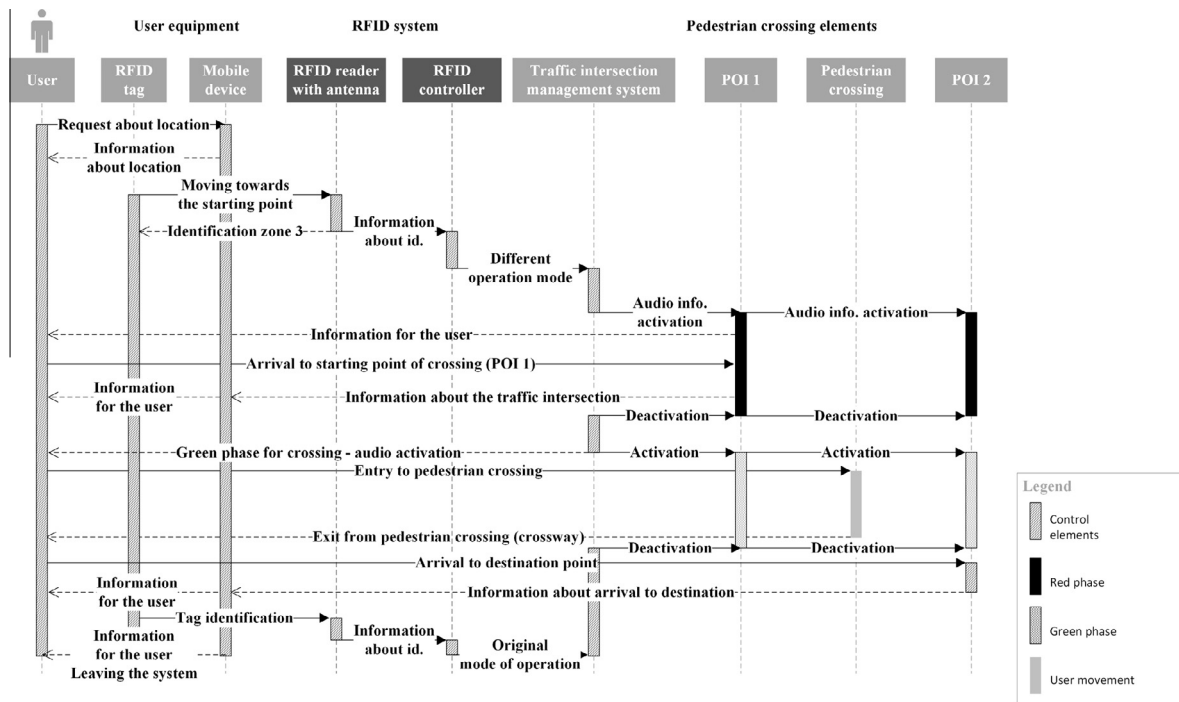 User equipment
RFID system
Pedestrian crossing elements
User
RFID
tag
Mobile
device
RFID reader
with antenna
RFID
controller
Traffic intersection
management system
POI 1
Pedestrian
crossing
POI 2
Request about location
Information
about location
Moving towards
the starting point
Identification zone 3
Information
about id.
Different
operation mode
Audio info.
activation
Audio info. activation
Information for the user
Arrival to starting point of crossing (POI 1)
Information
for the user
Information about the traffic intersection
Deactivation
Deactivation
Green phase for crossing - audio activation
Activation
Activation
Entry to pedestrian crossing
Exit from pedestrian crossing (crossway)
Deactivation
Deactivation
Arrival to destination point
Information
for the user
Information about arrival to destination
Tag identification
Information
about id.
Original
mode of operation
Information
for the user
Leaving the system
Legend
Control
elements
Red phase
Green phase
User movement